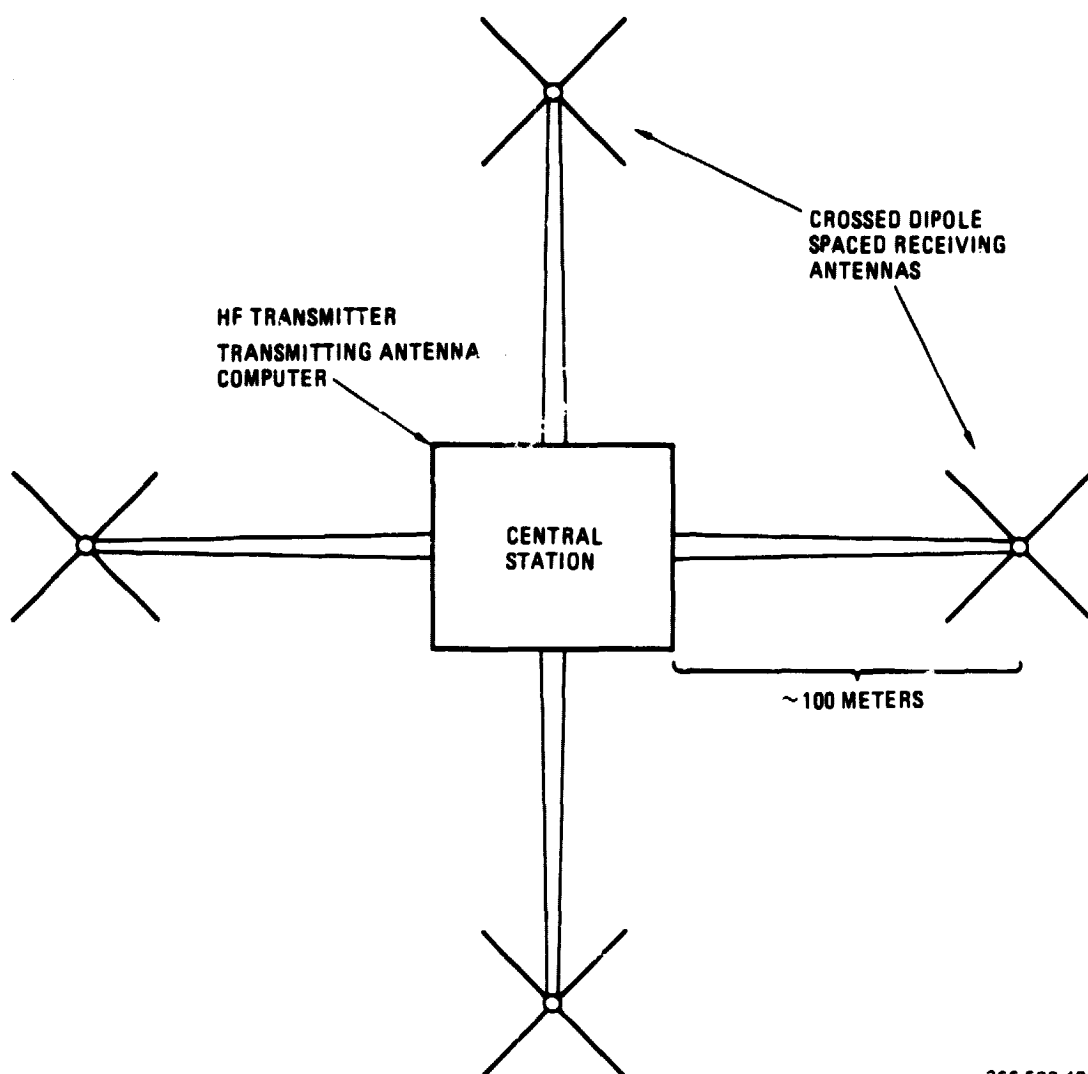 CROSSED DIPOLE
SPACED RECEIVING
ANTENNAS
HF TRANSMITTER
TRANSMITTING ANTENNA
COMPUTER
CENTRAL
STATION
~100 METERS